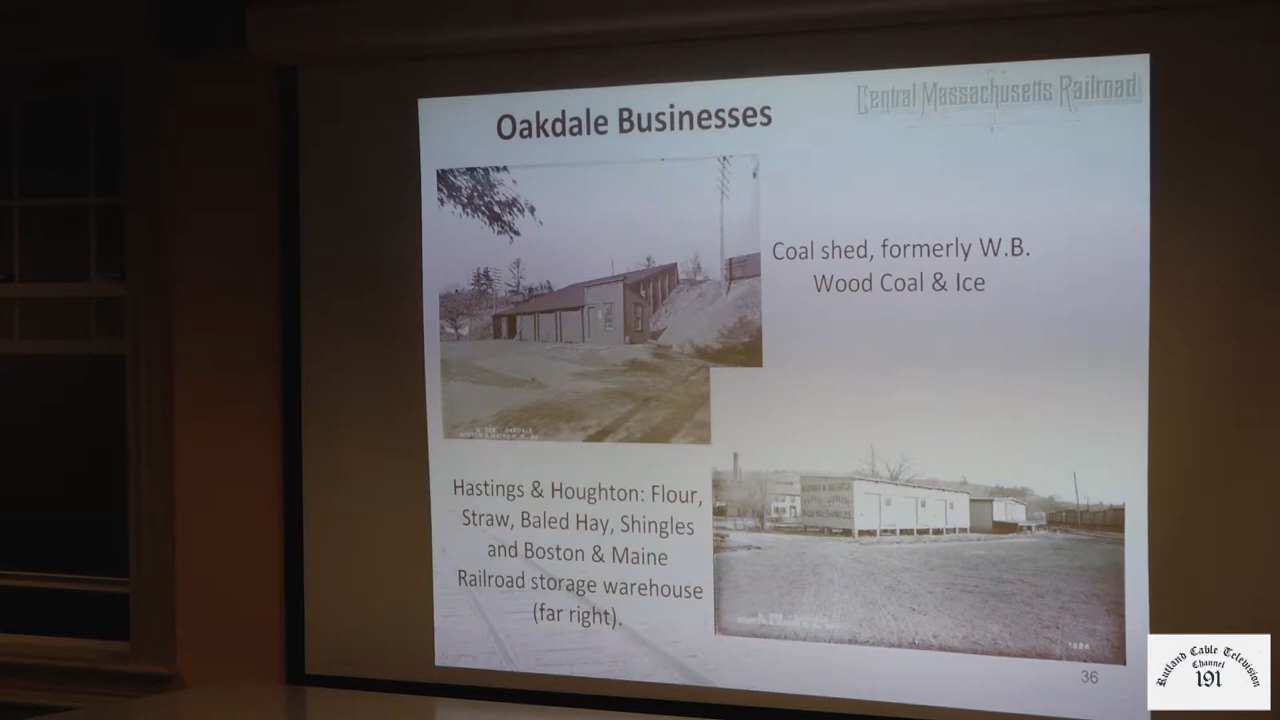 Central Massachusetts Railroad
Oakdale Businesses
Coal shed, formerly W.B.
Wood Coal & Ice
Hastings & Houghton: Flour,
Straw, Baled Hay, Shingles
and Boston & Maine
Railroad storage warehouse
(far right).
36
Rutland Cable Television
Channel
191